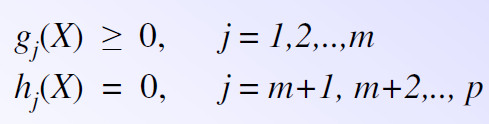 gj(X) ≥ 0, j = 1,2,..,m
hj(X) = 0, j = m+1, m+2,.., p